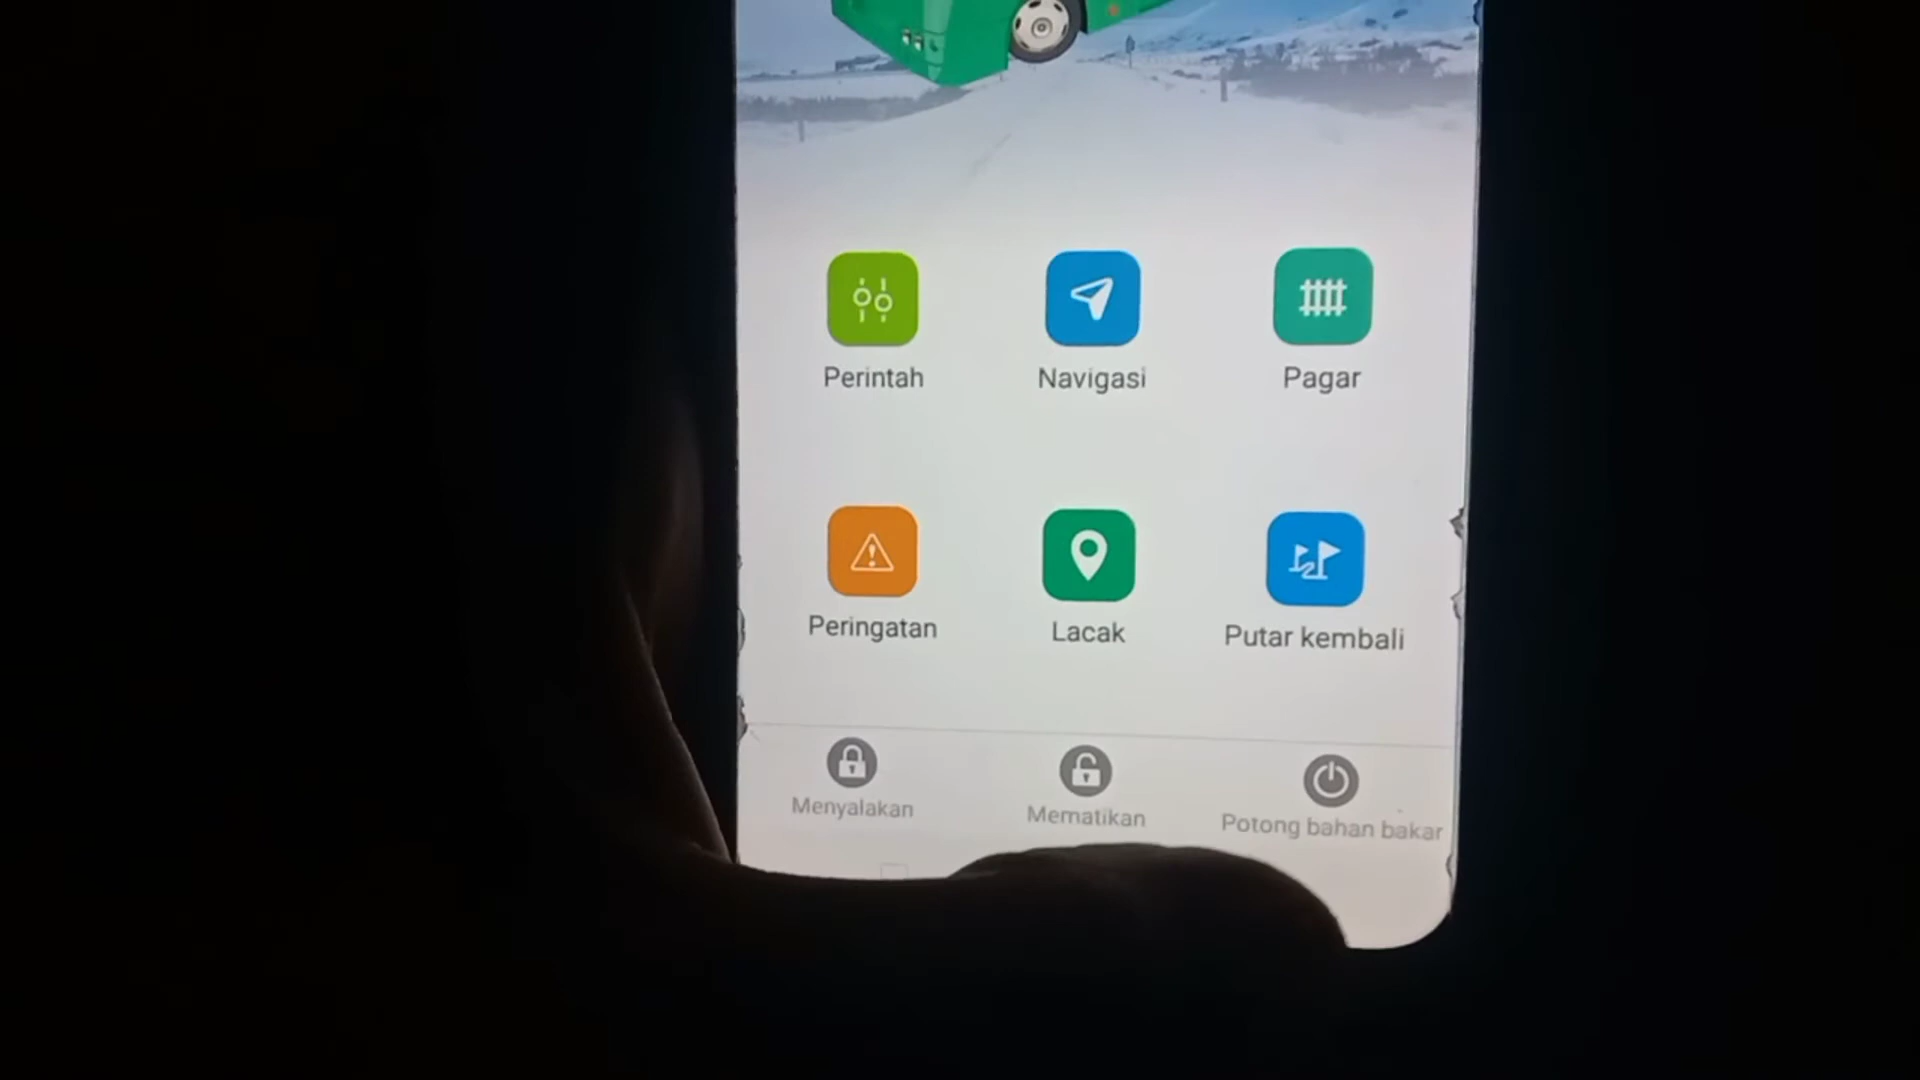 Perintah
Navigasi
Pagar
Peringatan
Lacak
Putar kembali
Menyalakan
Mematikan
Potong bahan bakar